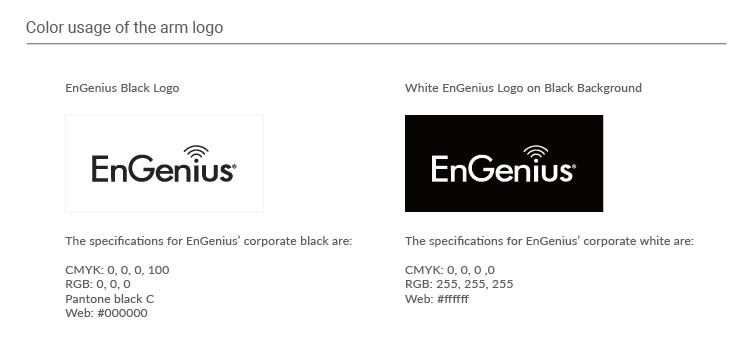 Color usage of the arm logo
EnGenius Black Logo
EnGenius®
The specifications for EnGenius’ corporate black are:
CMYK: 0, 0, 0, 100
RGB: 0, 0, 0
Pantone black C
Web: #000000
White EnGenius Logo on Black Background
EnGenius®
The specifications for EnGenius’ corporate white are:
CMYK: 0, 0, 0 ,0
RGB: 255, 255, 255
Web: #ffffff